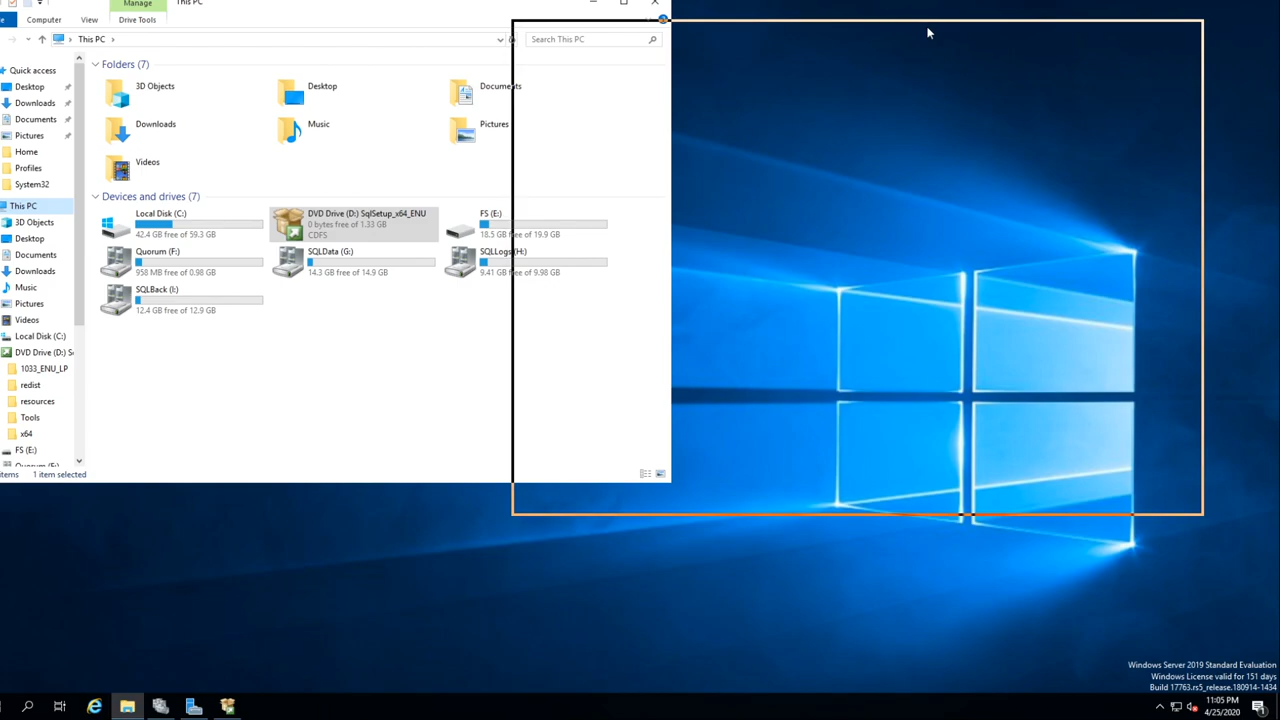 Manage
This PC
Computer
View
Drive Tools
This PC
Search This PC
Quick access
Desktop
Downloads
Documents
Pictures
Home
Profiles
System32
This PC
3D Objects
Desktop
Documents
Downloads
Music
Pictures
Videos
Local Disk (C:)
DVD Drive (D:) S
1033_ENU_LP
redist
resources
Tools
x64
FS (E:)
Folders (7)
3D Objects
Desktop
Documents
Downloads
Music
Pictures
Videos
Devices and drives (7)
Local Disk (C:)
42.4 GB free of 59.3 GB
DVD Drive (D:) SqlSetup_x64_ENU
0 bytes free of 1.33 GB
CDFS
FS (E:)
18.5 GB free of 19.9 GB
Quorum (F:)
958 MB free of 0.98 GB
SQLData (G:)
14.3 GB free of 14.9 GB
SQLLogs (H:)
9.41 GB free of 9.98 GB
SQLBack (I:)
12.4 GB free of 12.9 GB
items
1 item selected
Windows Server 2019 Standard Evaluation
Windows License valid for 151 days
Build 17763.rs5_release.180914-1434
11:05 PM
4/25/2020
1